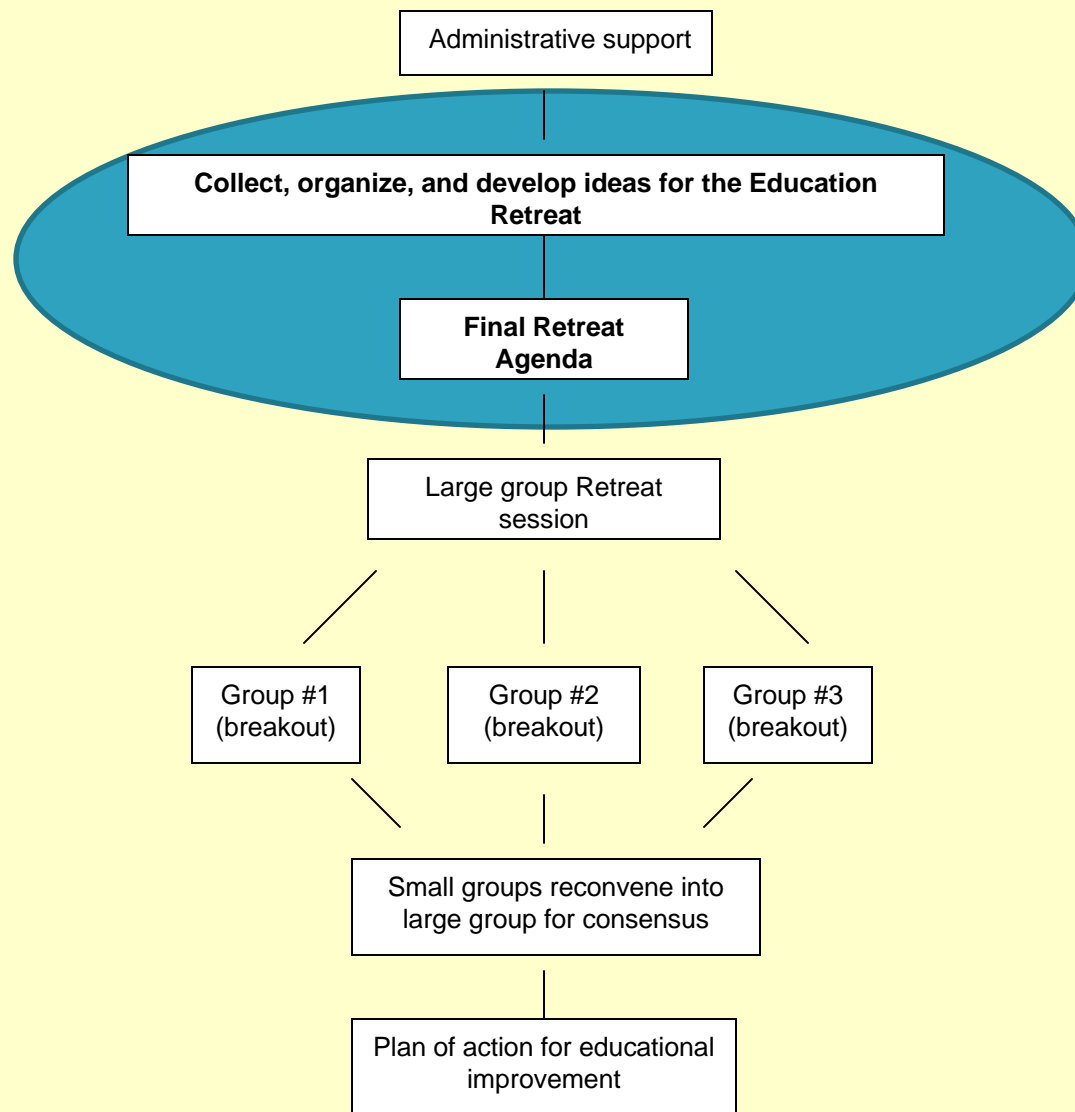 Administrative support
Collect, organize, and develop ideas for the Education
Retreat
Final Retreat
Agenda
Large group Retreat
session
Group #1
(breakout)
Group #2
(breakout)
Group #3
(breakout)
Small groups reconvene into
large group for consensus
Plan of action for educational
improvement